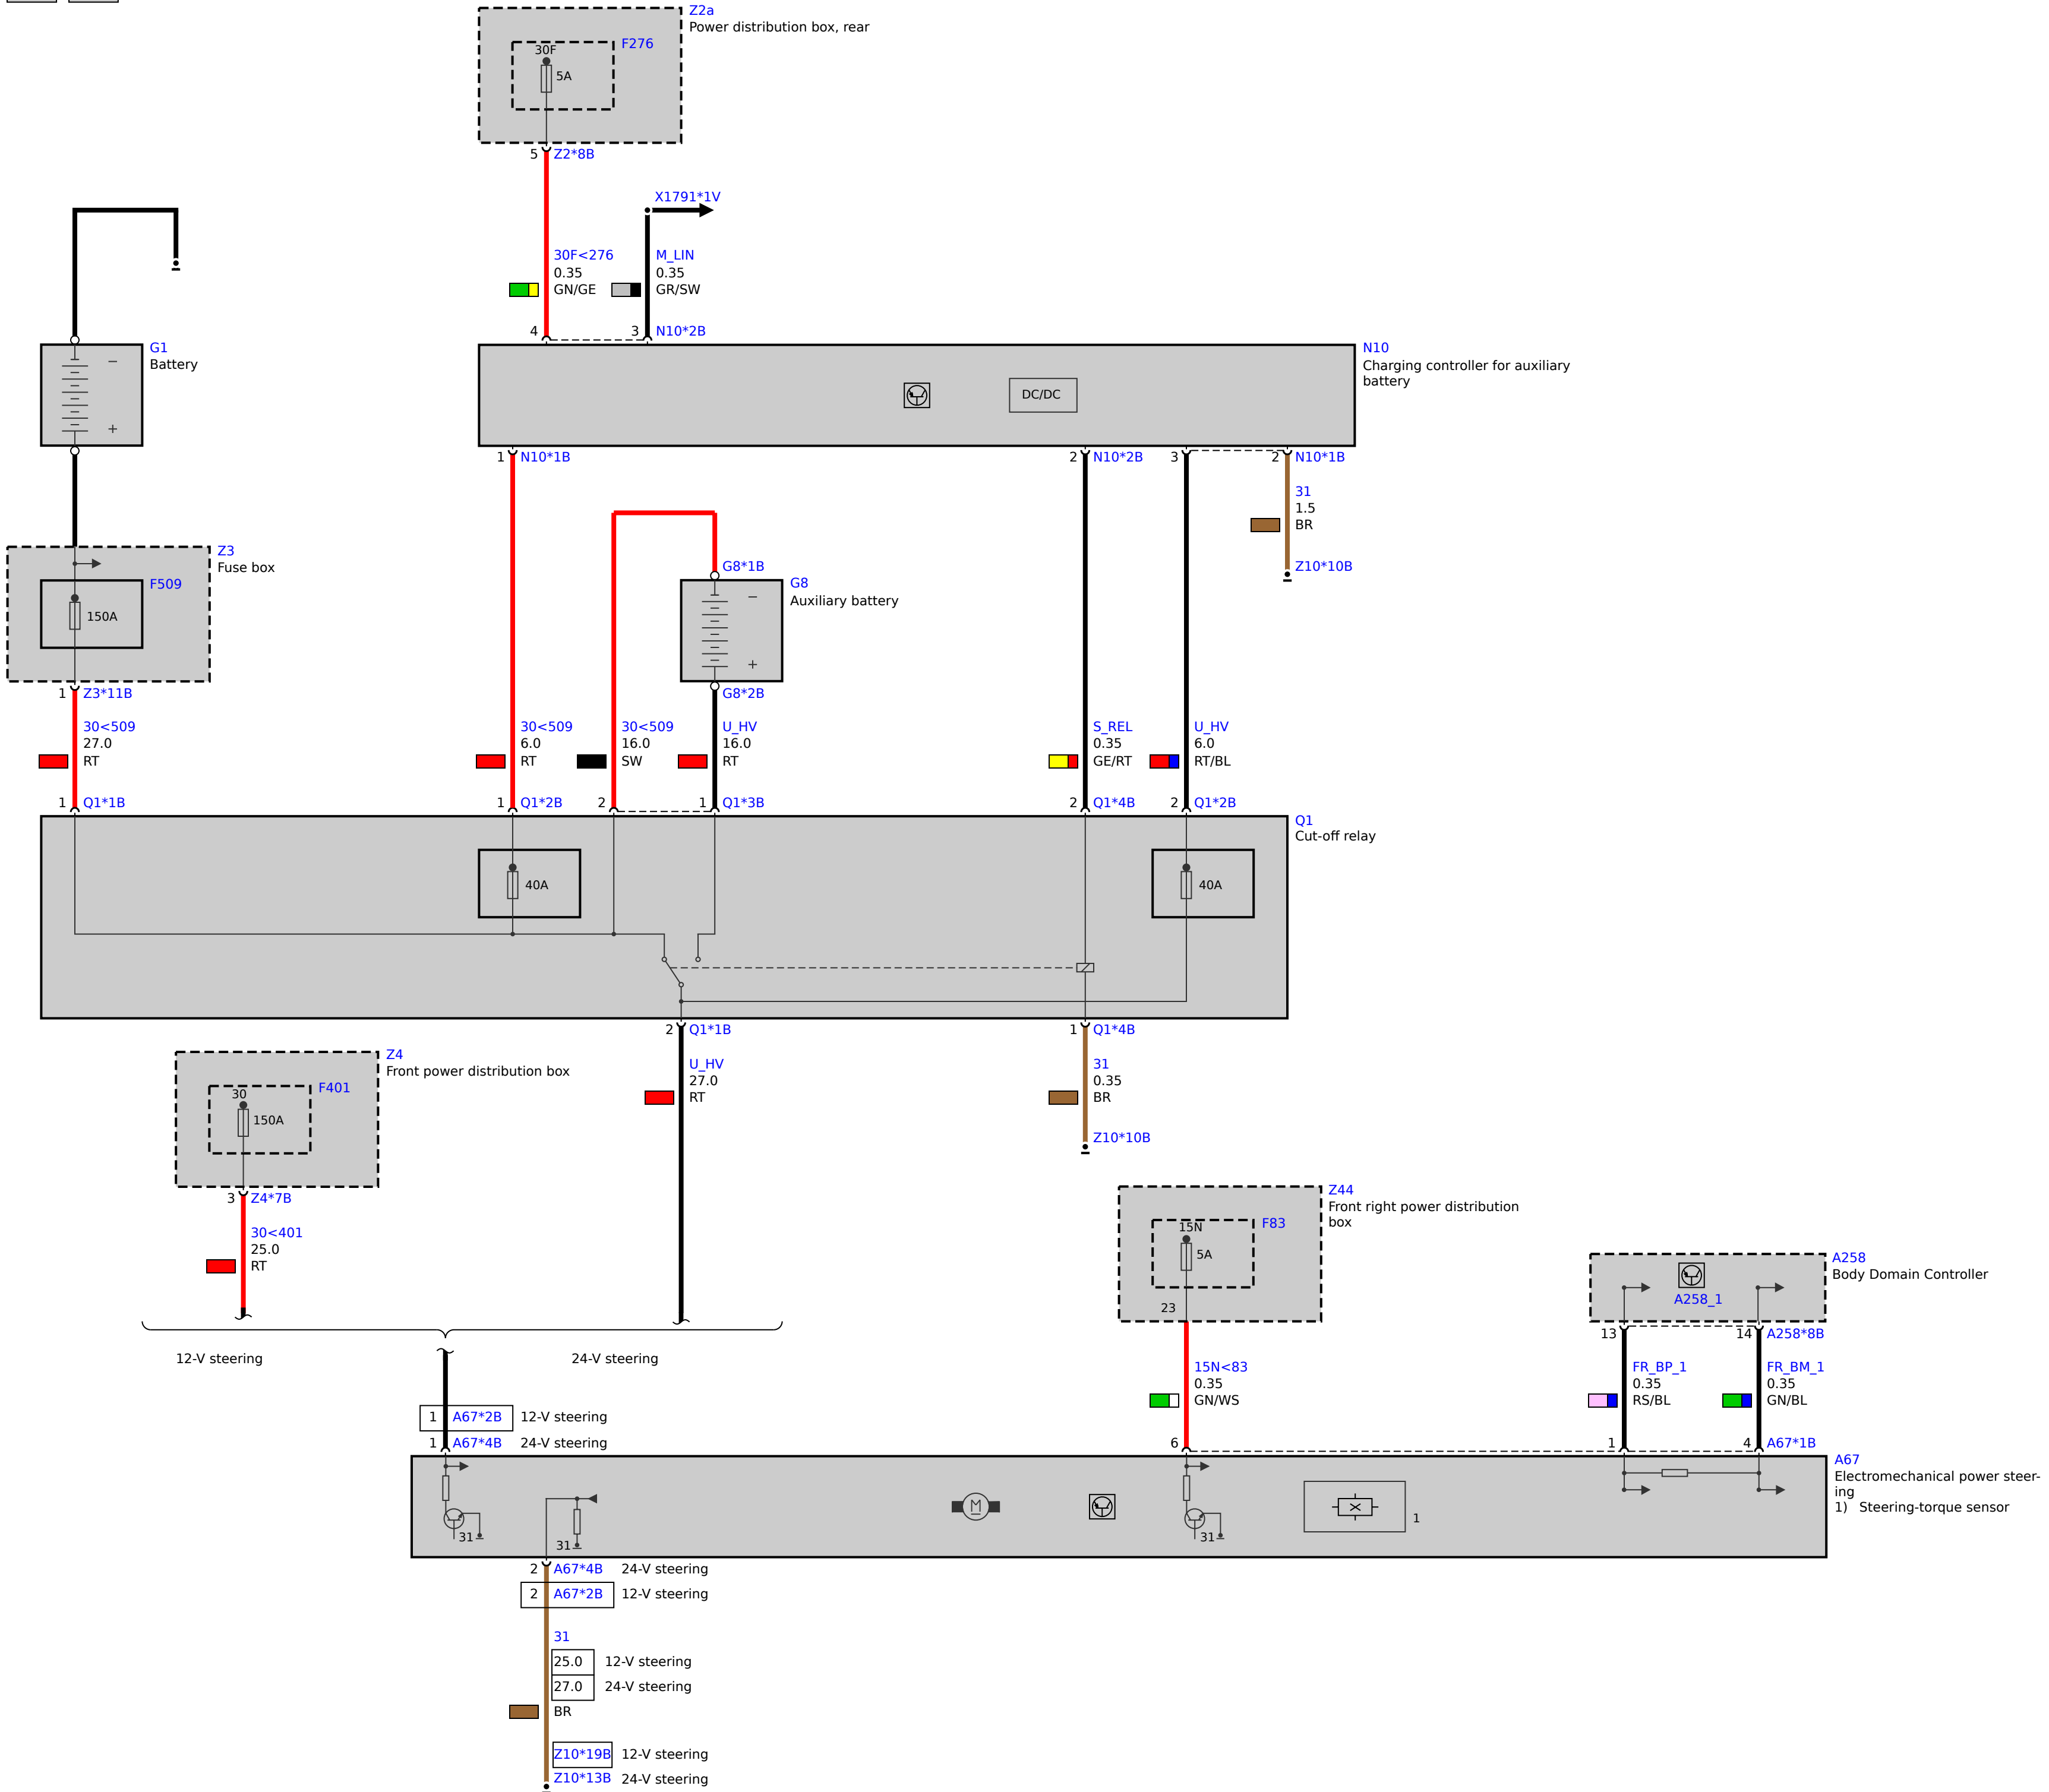 Z2a
Power distribution box, rear
F276
30F
5A
5 Z2*8B
X1791*1V
30F<276
0.35
GN/GE
M_LIN
0.35
GR/SW
4
3 N10*2B
G1
Battery
−
+
N10
Charging controller for auxiliary
battery
DC/DC
1 N10*1B
2 N10*2B
3
2 N10*1B
31
1.5
BR
Z10*10B
Z3
Fuse box
F509
150A
1 Z3*11B
G8*1B
G8
Auxiliary battery
−
+
G8*2B
30<509
27.0
RT
30<509
6.0
RT
30<509
16.0
SW
U_HV
16.0
RT
S_REL
0.35
GE/RT
U_HV
6.0
RT/BL
1 Q1*1B
1 Q1*2B
2
1 Q1*3B
2 Q1*4B
2 Q1*2B
Q1
Cut-off relay
40A
40A
2 Q1*1B
1 Q1*4B
U_HV
27.0
RT
31
0.35
BR
Z10*10B
Z4
Front power distribution box
F401
30
150A
3 Z4*7B
30<401
25.0
RT
Z44
Front right power distribution
box
F83
15N
5A
23
A258
Body Domain Controller
A258_1
13
14 A258*8B
12-V steering
24-V steering
15N<83
0.35
GN/WS
FR_BP_1
0.35
RS/BL
FR_BM_1
0.35
GN/BL
1 A67*2B 12-V steering
1 A67*4B 24-V steering
6
1
4 A67*1B
A67
Electromechanical power steer-
ing
1) Steering-torque sensor
31
31
M
31
X
1
2 A67*4B 24-V steering
2 A67*2B 12-V steering
31
25.0 12-V steering
27.0 24-V steering
BR
Z10*19B 12-V steering
Z10*13B 24-V steering